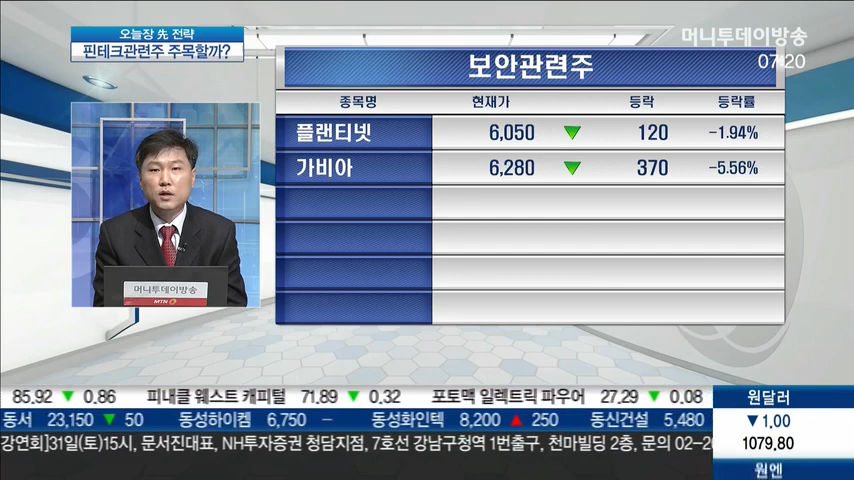 오늘장 先 전략
핀테크관련주 주목할까?
머니투데이방송
07:20
보안관련주
종목명 현재가 등락 등락률
플랜티넷 6,050 ▼ 120 -1.94%
가비아 6,280 ▼ 370 -5.56%
머니투데이방송
MTN
85.92 ▼ 0.86 피내클 웨스트 캐피털 71.89 ▼ 0.32 포토맥 일렉트릭 파우어 27.29 ▼ 0.08
동서 23,150 ▼ 50 동성하이켐 6,750 - 동성화인텍 8,200 ▲ 250 동신건설 5,480
강연회]31일(토)15시, 문서진대표, NH투자증권 청담지점, 7호선 강남구청역 1번출구, 천마빌딩 2층, 문의 02-20
원달러
▼1.00
1079.80
원엔